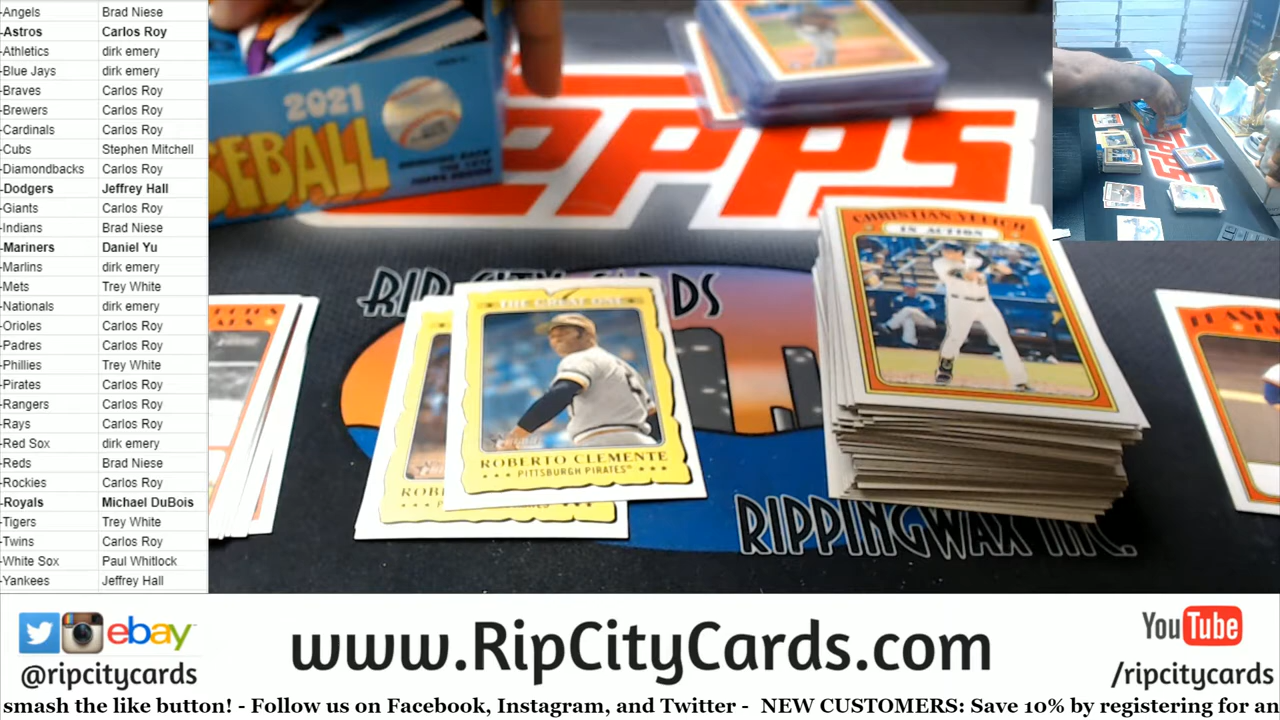 -Angels Brad Niese
-Astros Carlos Roy
-Athletics dirk emery
-Blue Jays dirk emery
-Braves Carlos Roy
-Brewers Carlos Roy
-Cardinals Carlos Roy
-Cubs Stephen Mitchell
-Diamondbacks Carlos Roy
-Dodgers Jeffrey Hall
-Giants Carlos Roy
-Indians Brad Niese
-Mariners Daniel Yu
-Marlins dirk emery
-Mets Trey White
-Nationals dirk emery
-Orioles Carlos Roy
-Padres Carlos Roy
-Phillies Trey White
-Pirates Carlos Roy
-Rangers Carlos Roy
-Rays Carlos Roy
-Red Sox dirk emery
-Reds Brad Niese
-Rockies Carlos Roy
-Royals Michael DuBois
-Tigers Trey White
-Twins Carlos Roy
-White Sox Paul Whitlock
-Yankees Jeffrey Hall
2021
SEBALL
TOPPS
CHRISTIAN YELICH
IN ACTION
RIP CITY CARDS
THE GREAT ONE
ROBERTO CLEMENTE
PITTSBURGH PIRATES
ROB
RIPPINGWAX INC.
ebay
@ripcitycards
www.RipCityCards.com
YouTube
/ripcitycards
smash the like button! - Follow us on Facebook, Instagram, and Twitter - NEW CUSTOMERS: Save 10% by registering for an